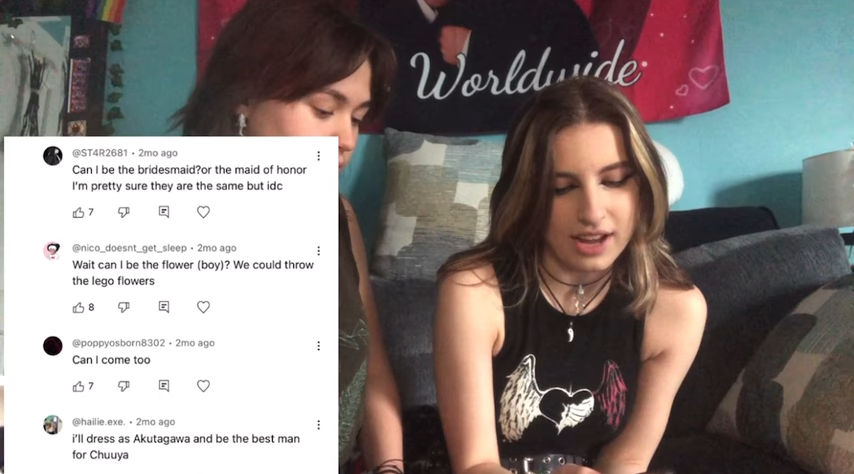 Worldwide
@ST4R2681 • 2mo ago
Can I be the bridesmaid?or the maid of honor
I'm pretty sure they are the same but idc
7
@nico_doesnt_get_sleep • 2mo ago
Wait can I be the flower (boy)? We could throw
the lego flowers
8
@poppyosborn8302 • 2mo ago
Can I come too
7
@hailie.exe. • 2mo ago
i'll dress as Akutagawa and be the best man
for Chuuya